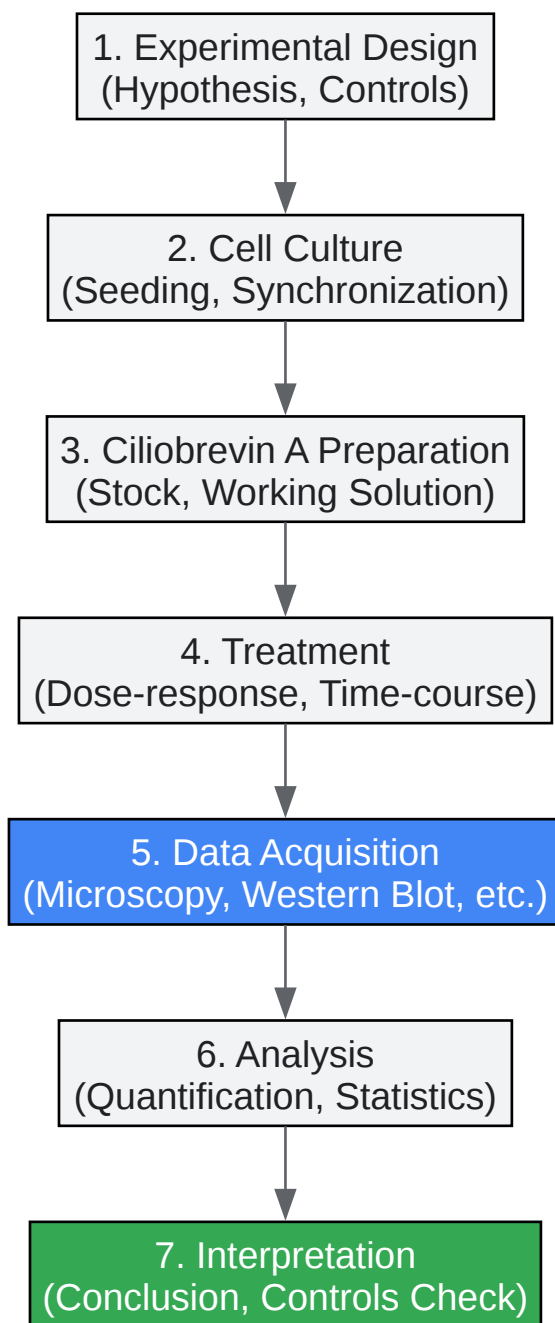 1. Experimental Design
(Hypothesis, Controls)
2. Cell Culture
(Seeding, Synchronization)
3. Ciliobrevin A Preparation
(Stock, Working Solution)
4. Treatment
(Dose-response, Time-course)
5. Data Acquisition
(Microscopy, Western Blot, etc.)
6. Analysis
(Quantification, Statistics)
7. Interpretation
(Conclusion, Controls Check)